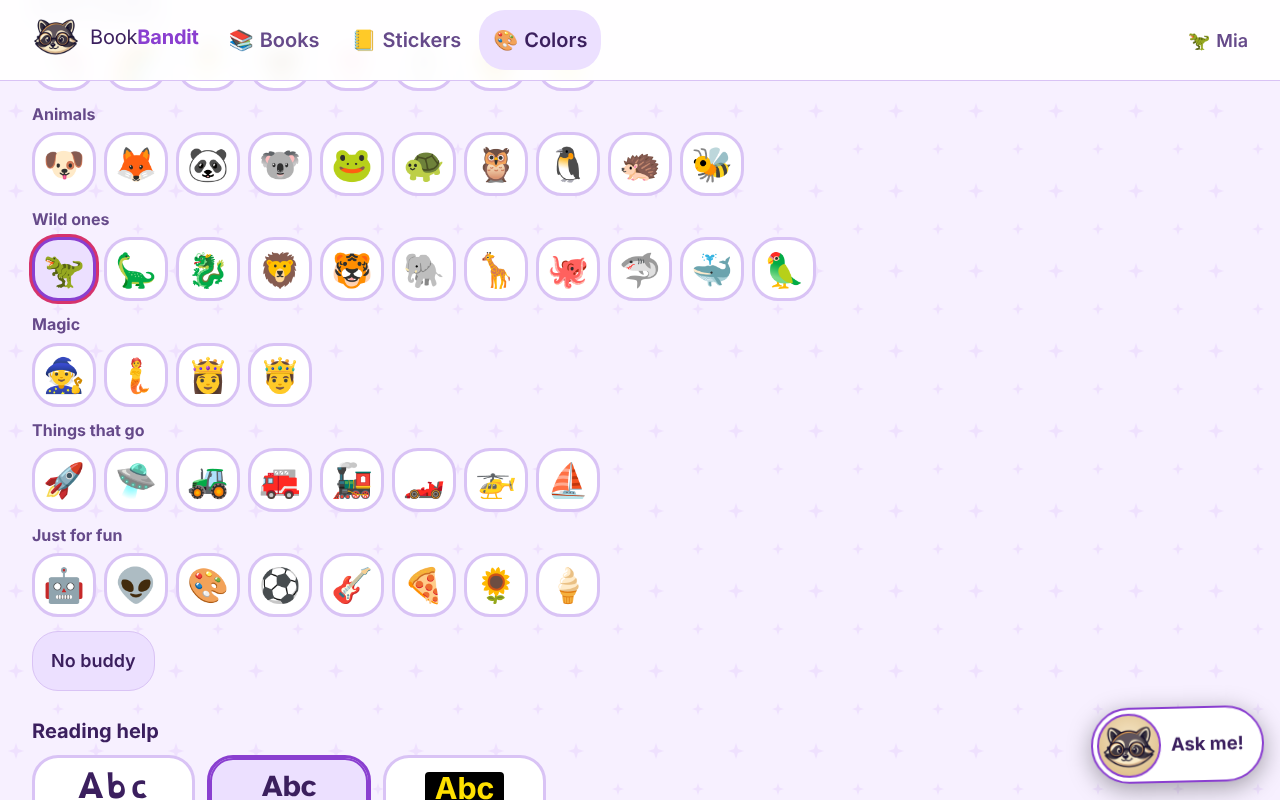 BookBandit
📚 Books
📒 Stickers
🎨 Colors
🦖 Mia
Animals
Wild ones
Magic
Things that go
Just for fun
No buddy
Reading help
Abc
Abc
Abc
Ask me!